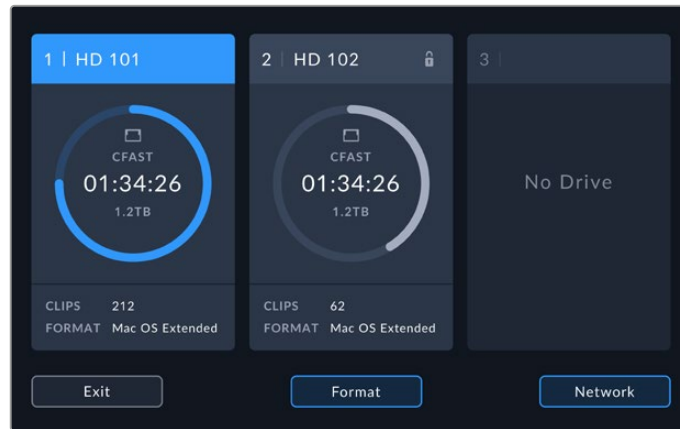 1 | HD 101
CFAST
01:34:26
1.2TB
CLIPS 212
FORMAT Mac OS Extended
2 | HD 102
CFAST
01:34:26
1.2TB
CLIPS 62
FORMAT Mac OS Extended
3 |
No Drive
Exit
Format
Network